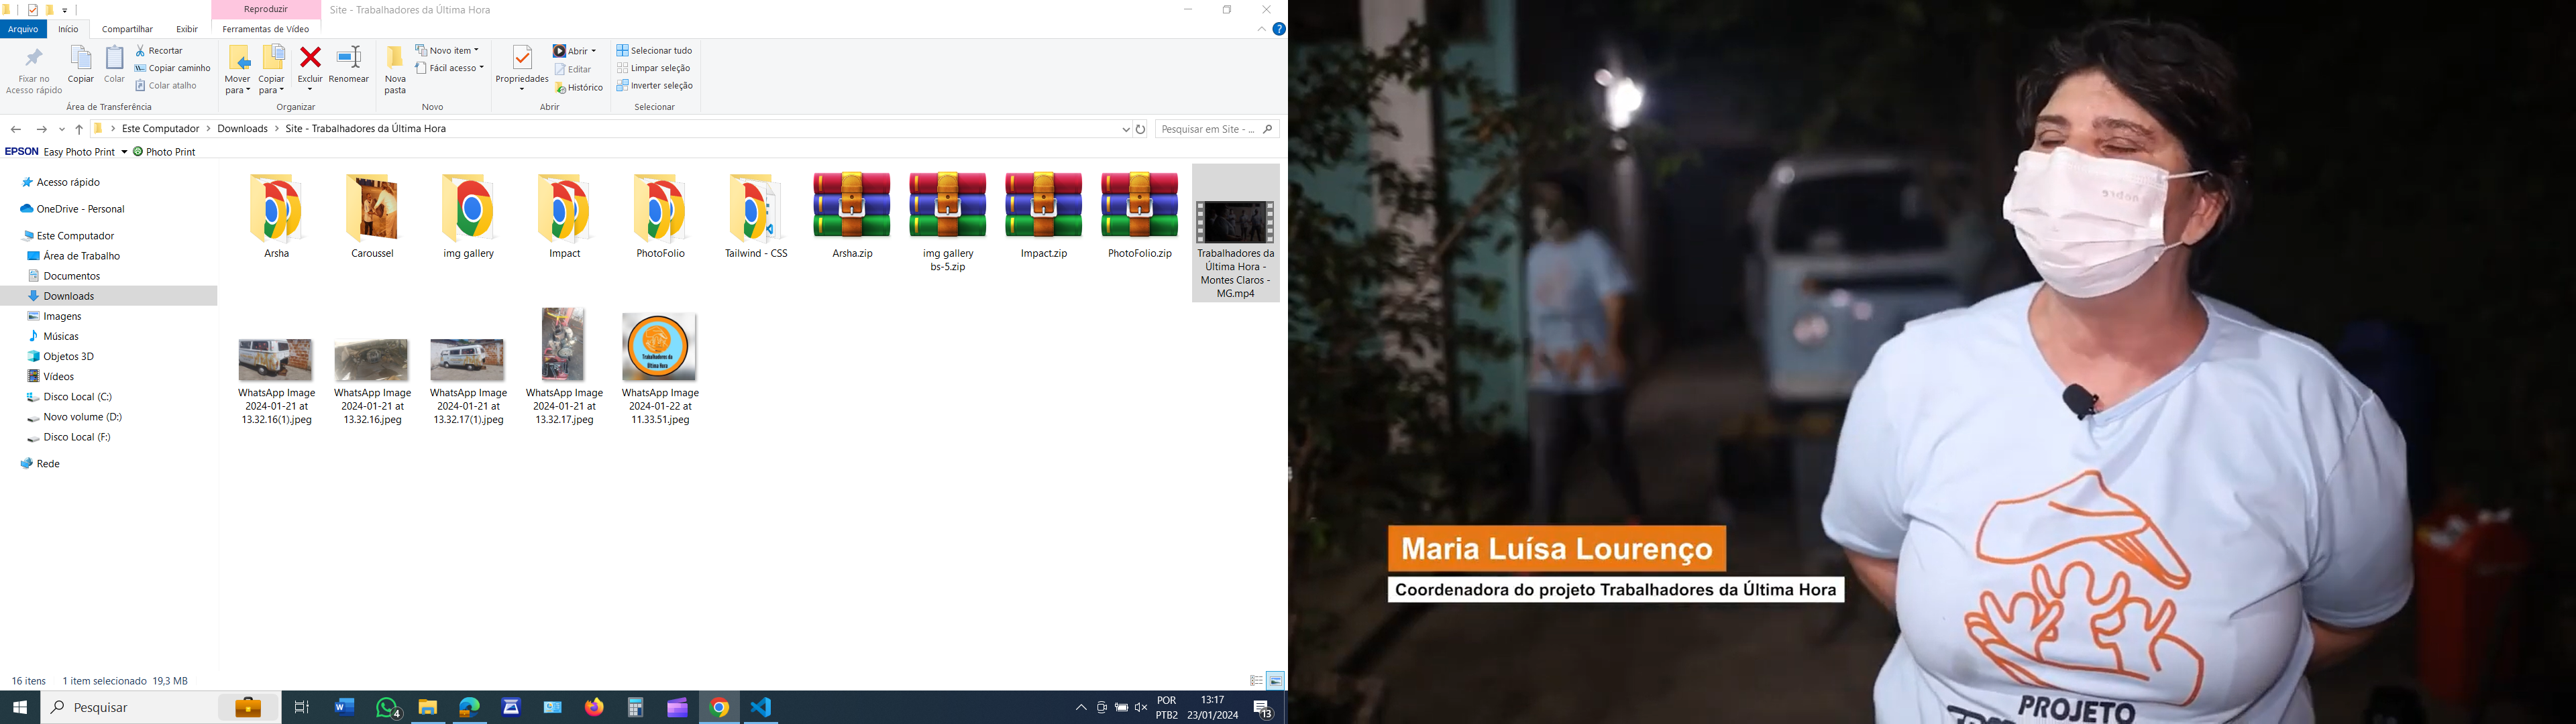 Reproduzir
Site - Trabalhadores da Última Hora
Arquivo
Início
Compartilhar
Exibir
Ferramentas de Vídeo
Fixar no
Acesso rápido
Copiar
Colar
Recortar
Copiar caminho
Colar atalho
Área de Transferência
Mover
para
Copiar
para
Excluir
Renomear
Organizar
Nova
pasta
Novo item
Fácil acesso
Novo
Propriedades
Abrir
Editar
Histórico
Abrir
Selecionar tudo
Limpar seleção
Inverter seleção
Selecionar
Este Computador > Downloads > Site - Trabalhadores da Última Hora
Pesquisar em Site - ...
EPSON Easy Photo Print
Photo Print
Acesso rápido
OneDrive - Personal
Este Computador
Área de Trabalho
Documentos
Downloads
Imagens
Músicas
Objetos 3D
Vídeos
Disco Local (C:)
Novo volume (D:)
Disco Local (F:)
Rede
Arsha
Caroussel
img gallery
Impact
PhotoFolio
Tailwind - CSS
Arsha.zip
img gallery
bs-5.zip
Impact.zip
PhotoFolio.zip
Trabalhadores da
Última Hora -
Montes Claros -
MG.mp4
Trabalhadores da
Última Hora
WhatsApp Image
2024-01-21 at
13.32.16(1).jpeg
WhatsApp Image
2024-01-21 at
13.32.16.jpeg
WhatsApp Image
2024-01-21 at
13.32.17(1).jpeg
WhatsApp Image
2024-01-21 at
13.32.17.jpeg
WhatsApp Image
2024-01-22 at
11.33.51.jpeg
16 itens
1 item selecionado 19,3 MB
Pesquisar
4
POR
PTB2
13:17
23/01/2024
13
Maria Luísa Lourenço
Coordenadora do projeto Trabalhadores da Última Hora
PROJETO